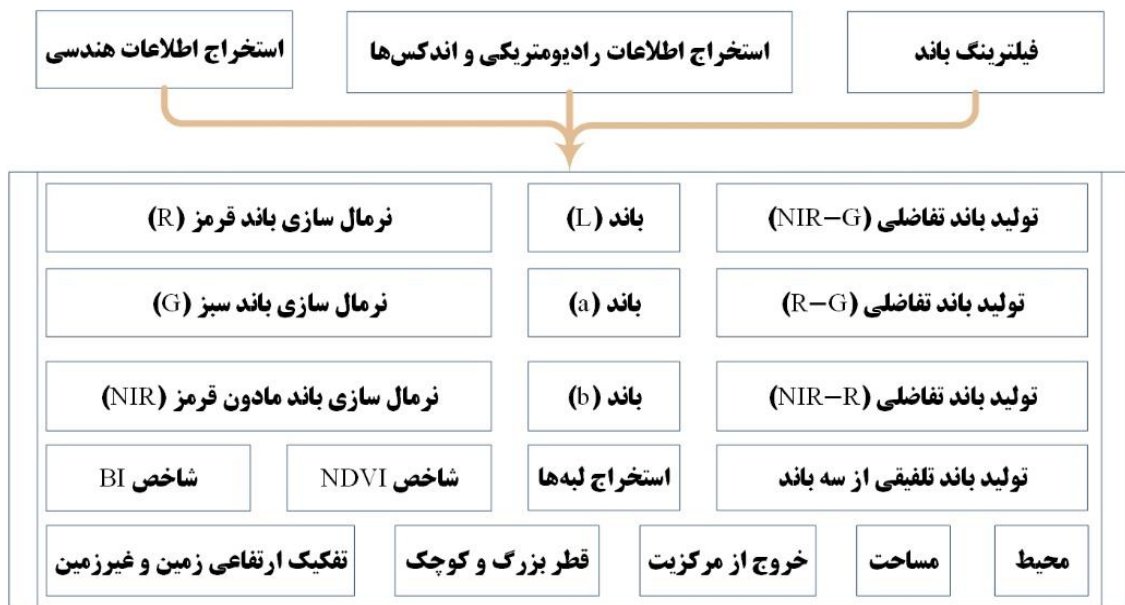 فیلترینگ باند
استخراج اطلاعات رادیومتریکی و اندکس‌ها
استخراج اطلاعات هندسی
تولید باند تفاضلی (NIR–G)
باند (L)
نرمال سازی باند قرمز (R)
تولید باند تفاضلی (R–G)
باند (a)
نرمال سازی باند سبز (G)
تولید باند تفاضلی (NIR–R)
باند (b)
نرمال سازی باند مادون قرمز (NIR)
تولید باند تلفیقی از سه باند
استخراج لبه‌ها
شاخص NDVI
شاخص BI
محیط
مساحت
خروج از مرکزیت
قطر بزرگ و کوچک
تفکیک ارتفاعی زمین و غیرزمین